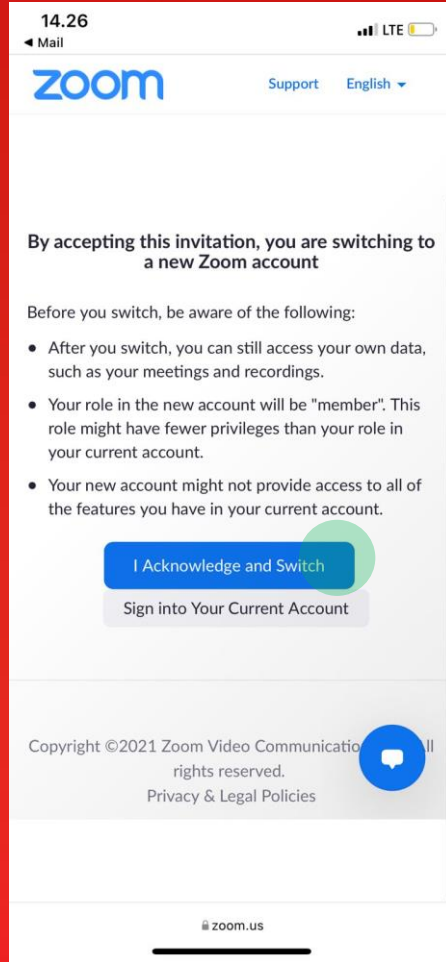 14.26
LTE
◀ Mail
zoom
Support
English
By accepting this invitation, you are switching to
a new Zoom account
Before you switch, be aware of the following:
• After you switch, you can still access your own data,
such as your meetings and recordings.
• Your role in the new account will be "member". This
role might have fewer privileges than your role in
your current account.
• Your new account might not provide access to all of
the features you have in your current account.
I Acknowledge and Switch
Sign into Your Current Account
Copyright ©2021 Zoom Video
rights reserved.
Privacy & Legal Policies
zoom.us